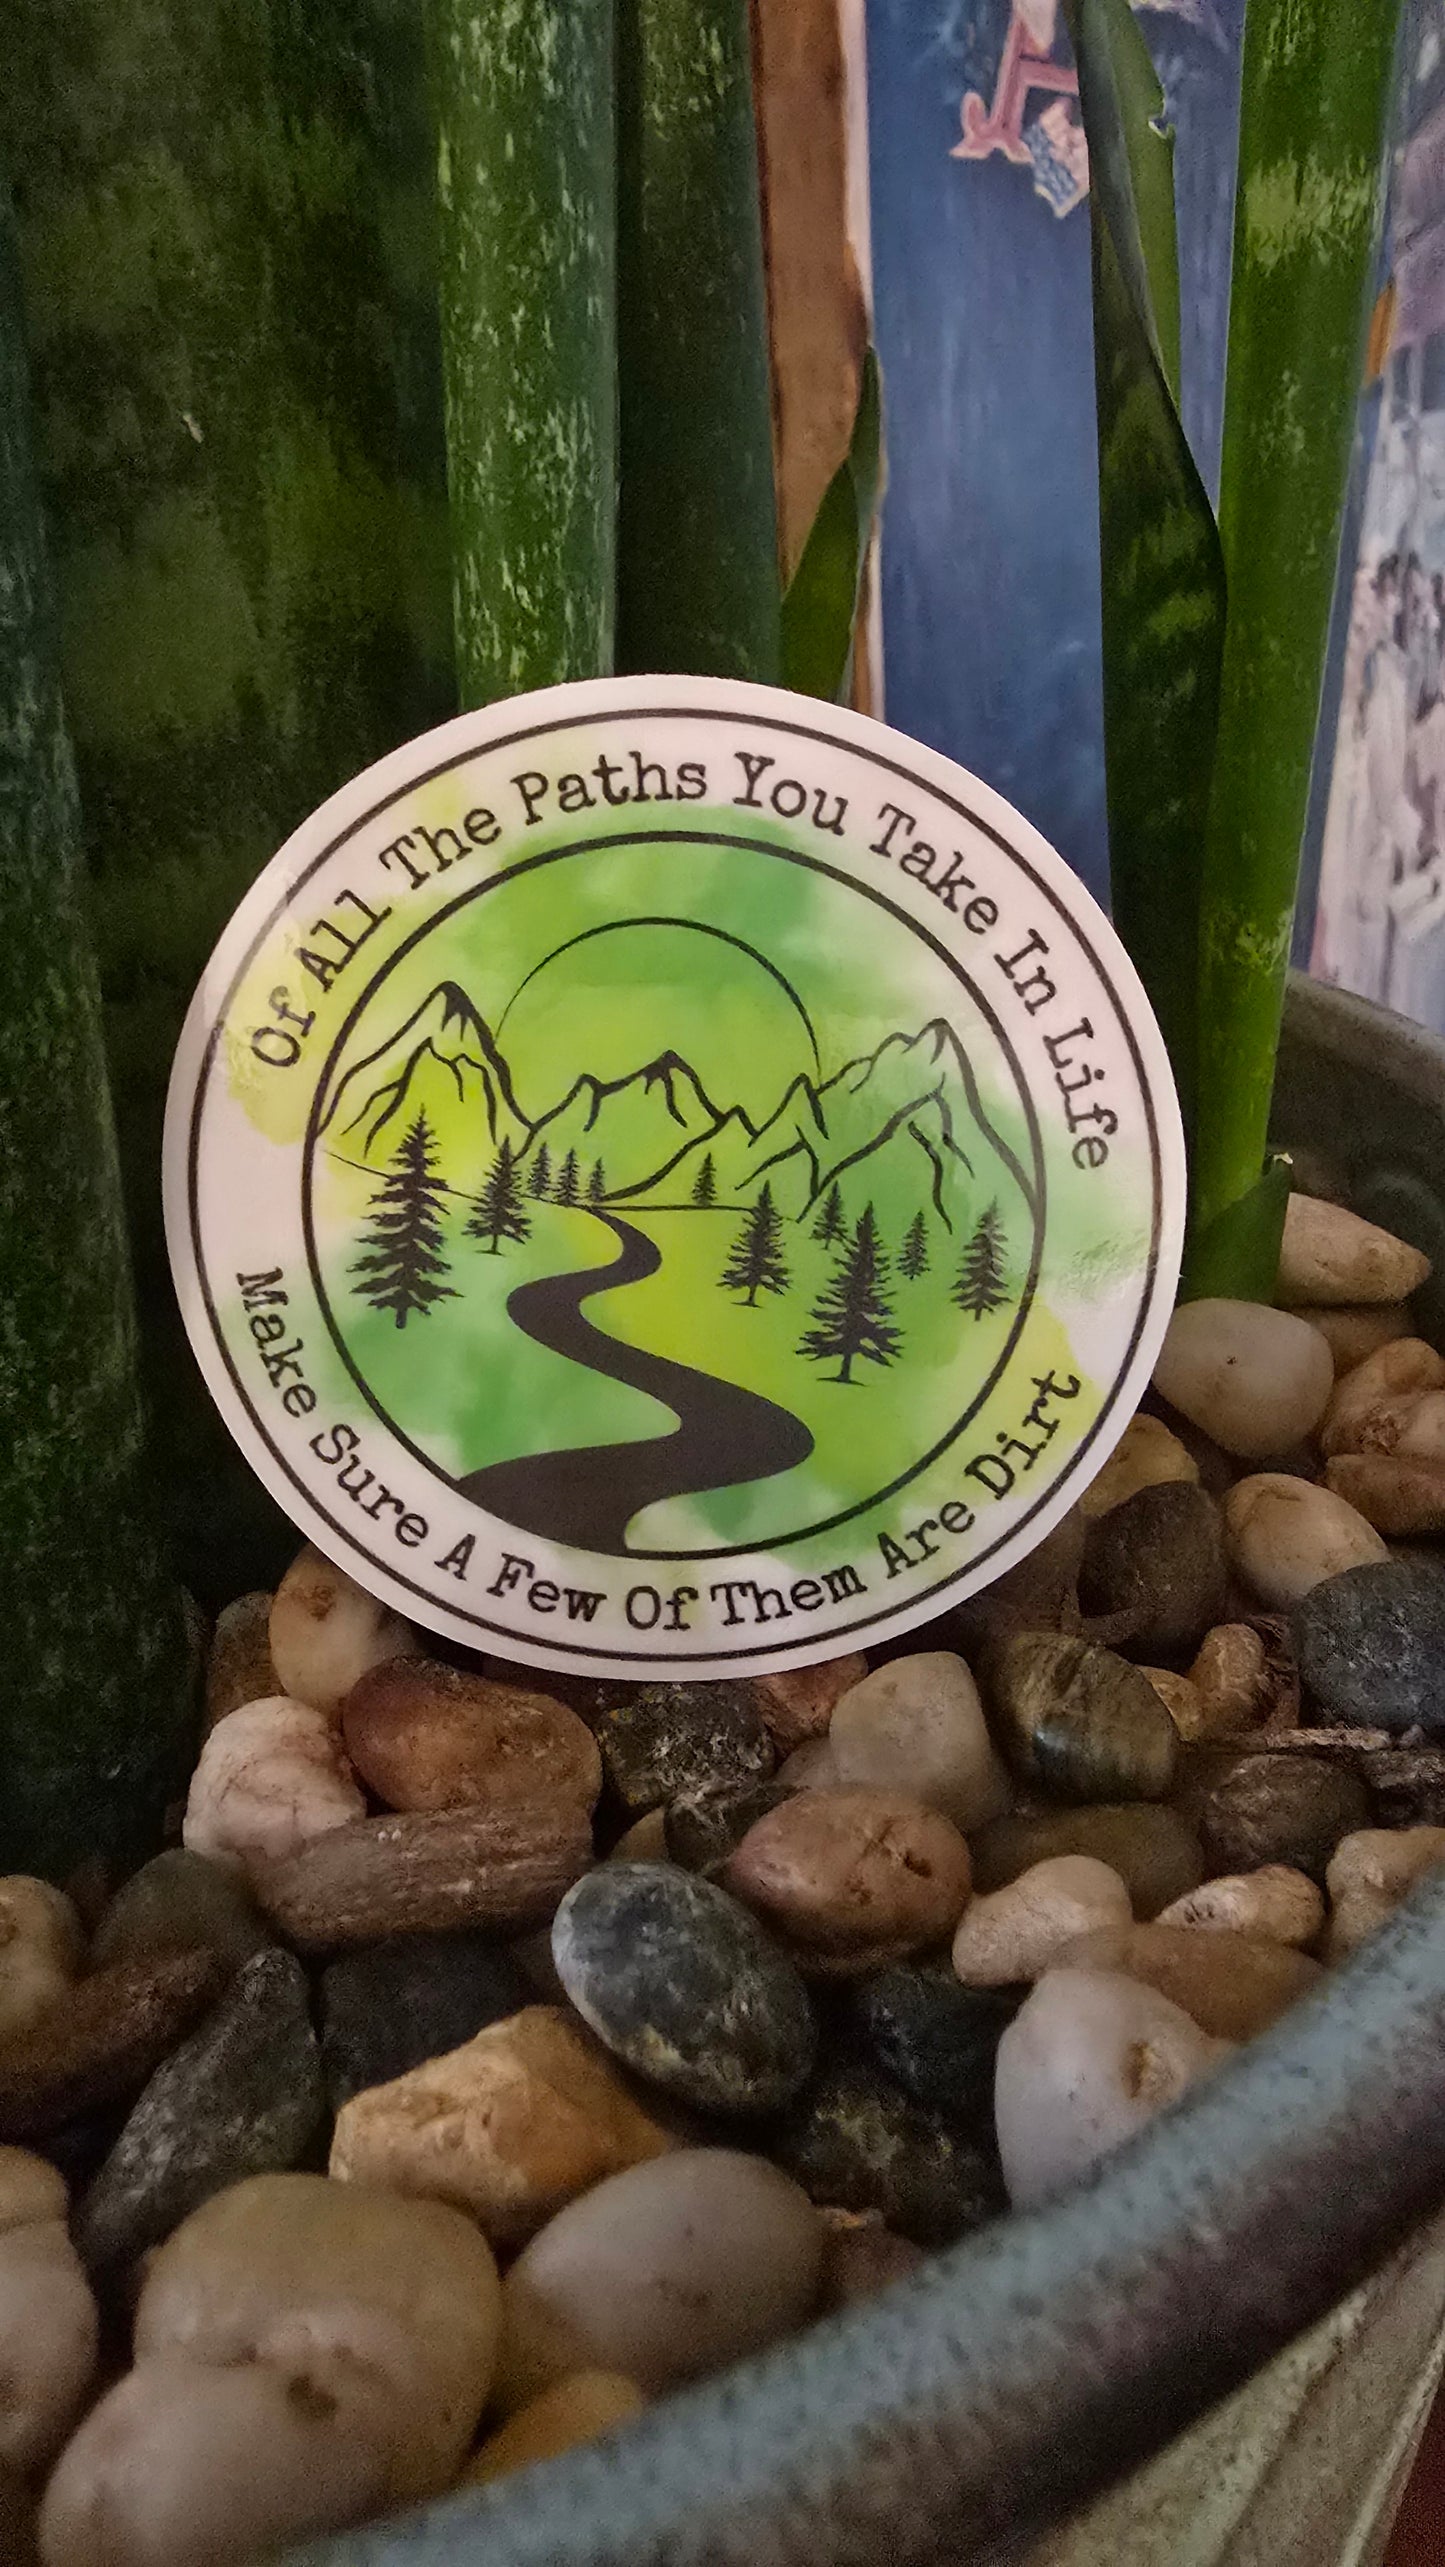 Of All The Paths You Take In Life
Make Sure A Few Of Them Are Dirt